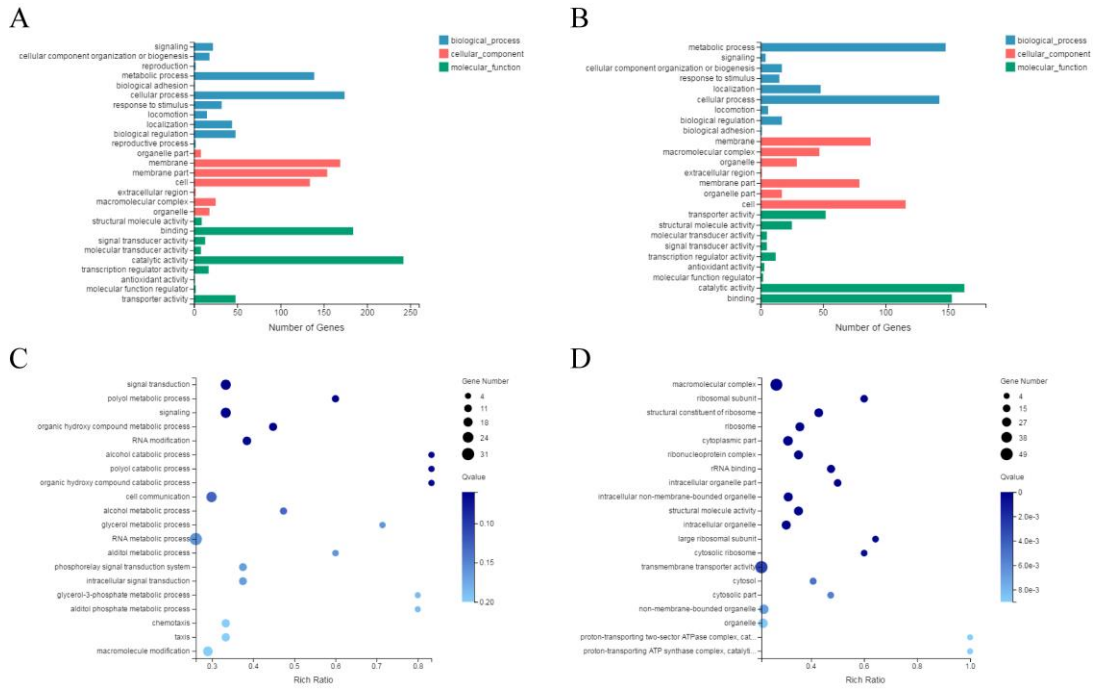 A
signaling
cellular component organization or biogenesis
reproduction
metabolic process
biological adhesion
cellular process
response to stimulus
locomotion
localization
biological regulation
reproductive process
organelle part
membrane
membrane part
cell
extracellular region
macromolecular complex
organelle
structural molecule activity
binding
signal transducer activity
molecular transducer activity
catalytic activity
transcription regulator activity
antioxidant activity
molecular function regulator
transporter activity
0 50 100 150 200 250
Number of Genes
biological_process
cellular_component
molecular_function
B
metabolic process
signaling
cellular component organization or biogenesis
response to stimulus
localization
cellular process
locomotion
biological regulation
biological adhesion
membrane
macromolecular complex
organelle
extracellular region
membrane part
organelle part
cell
transporter activity
structural molecule activity
molecular transducer activity
signal transducer activity
transcription regulator activity
antioxidant activity
molecular function regulator
catalytic activity
binding
0 50 100 150
Number of Genes
biological_process
cellular_component
molecular_function
C
signal transduction
polyol metabolic process
signaling
organic hydroxy compound metabolic process
RNA modification
alcohol catabolic process
polyol catabolic process
organic hydroxy compound catabolic process
cell communication
alcohol metabolic process
glycerol metabolic process
RNA metabolic process
alditol metabolic process
phosphorelay signal transduction system
intracellular signal transduction
glycerol-3-phosphate metabolic process
alditol phosphate metabolic process
chemotaxis
taxis
macromolecule modification
0.3 0.4 0.5 0.6 0.7 0.8
Rich Ratio
Gene Number
4
11
18
24
31
Qvalue
0.10
0.15
0.20
D
macromolecular complex
ribosomal subunit
structural constituent of ribosome
ribosome
cytoplasmic part
ribonucleoprotein complex
rRNA binding
intracellular organelle part
intracellular non-membrane-bounded organelle
structural molecule activity
intracellular organelle
large ribosomal subunit
cytosolic ribosome
transmembrane transporter activity
cytosol
cytosolic part
non-membrane-bounded organelle
organelle
proton-transporting two-sector ATPase complex, cat...
proton-transporting ATP synthase complex, catalyti...
0.4 0.6 0.8 1.0
Rich Ratio
Gene Number
4
15
27
38
49
Qvalue
0
2.0e-3
4.0e-3
6.0e-3
8.0e-3